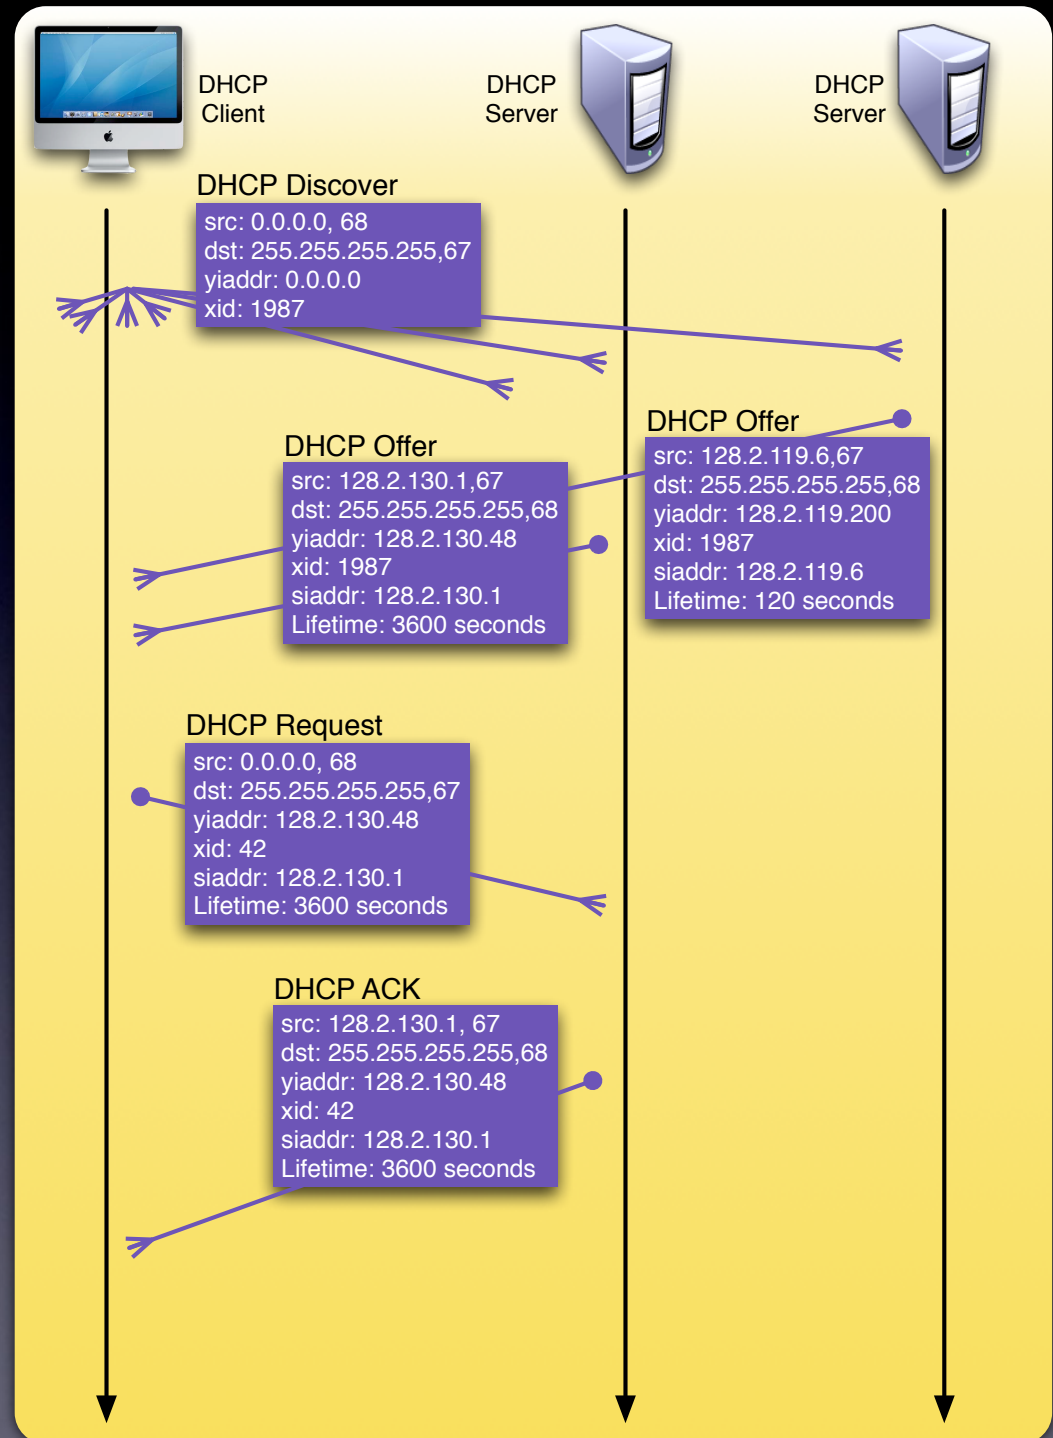 DHCP
Client
DHCP
Server
DHCP
Server
DHCP Discover
src: 0.0.0.0, 68
dst: 255.255.255.255,67
yiaddr: 0.0.0.0
xid: 1987
DHCP Offer
src: 128.2.130.1,67
dst: 255.255.255.255,68
yiaddr: 128.2.130.48
xid: 1987
siaddr: 128.2.130.1
Lifetime: 3600 seconds
DHCP Offer
src: 128.2.119.6,67
dst: 255.255.255.255,68
yiaddr: 128.2.119.200
xid: 1987
siaddr: 128.2.119.6
Lifetime: 120 seconds
DHCP Request
src: 0.0.0.0, 68
dst: 255.255.255.255,67
yiaddr: 128.2.130.48
xid: 42
siaddr: 128.2.130.1
Lifetime: 3600 seconds
DHCP ACK
src: 128.2.130.1, 67
dst: 255.255.255.255,68
yiaddr: 128.2.130.48
xid: 42
siaddr: 128.2.130.1
Lifetime: 3600 seconds